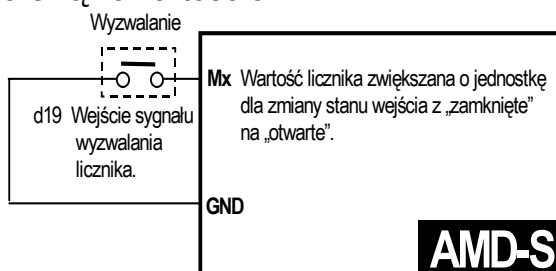 Wyzwalanie
d19 Wejście sygnału
wyzwalania
licznika.
Mx Wartość licznika zwiększana o jednostkę
dla zmiany stanu wejścia z „zamknięte”
na „otwarte”.
GND
AMD-S